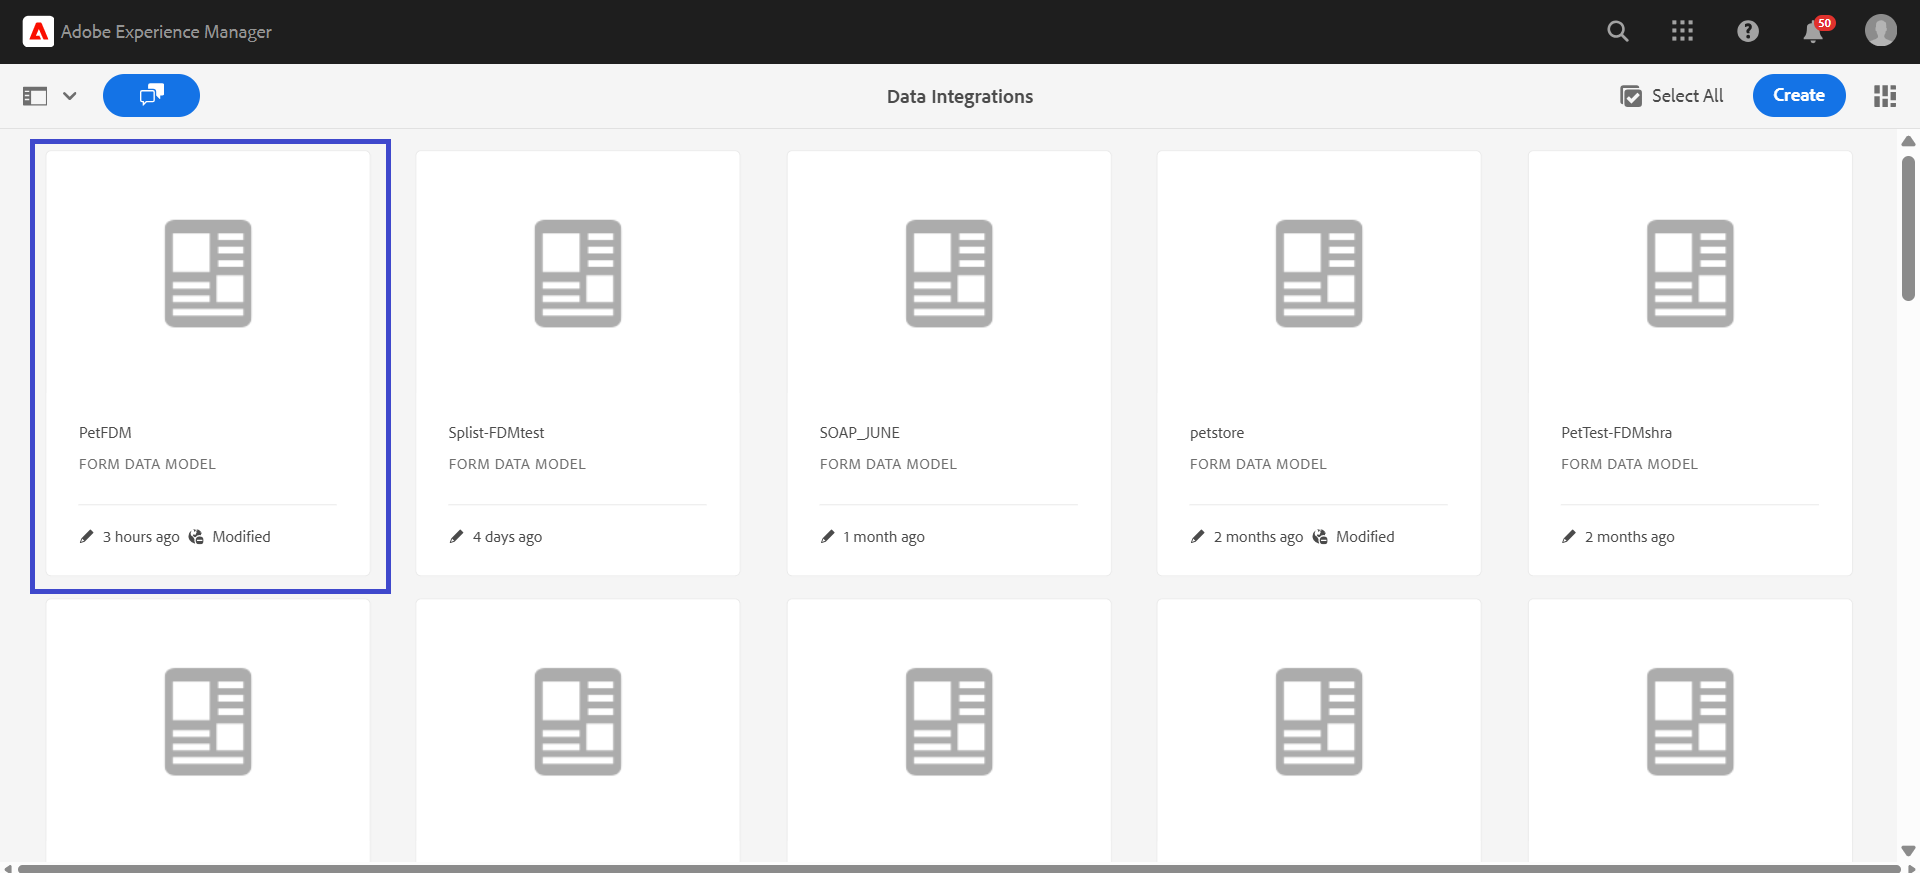 Adobe Experience Manager
50
Data Integrations
Select All
Create
PetFDM
FORM DATA MODEL
3 hours ago Modified
Splist-FDMtest
FORM DATA MODEL
4 days ago
SOAP_JUNE
FORM DATA MODEL
1 month ago
petstore
FORM DATA MODEL
2 months ago Modified
PetTest-FDMshra
FORM DATA MODEL
2 months ago